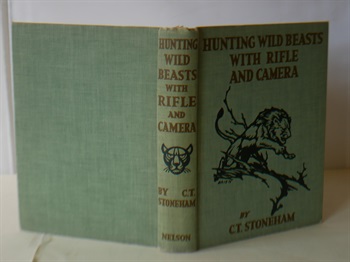 HUNTING
WILD
BEASTS
WITH
RIFLE
AND
CAMERA
BY C.T.
STONEHAM
NELSON
HUNTING WILD BEASTS
WITH RIFLE
AND CAMERA
BY
C.T. STONEHAM